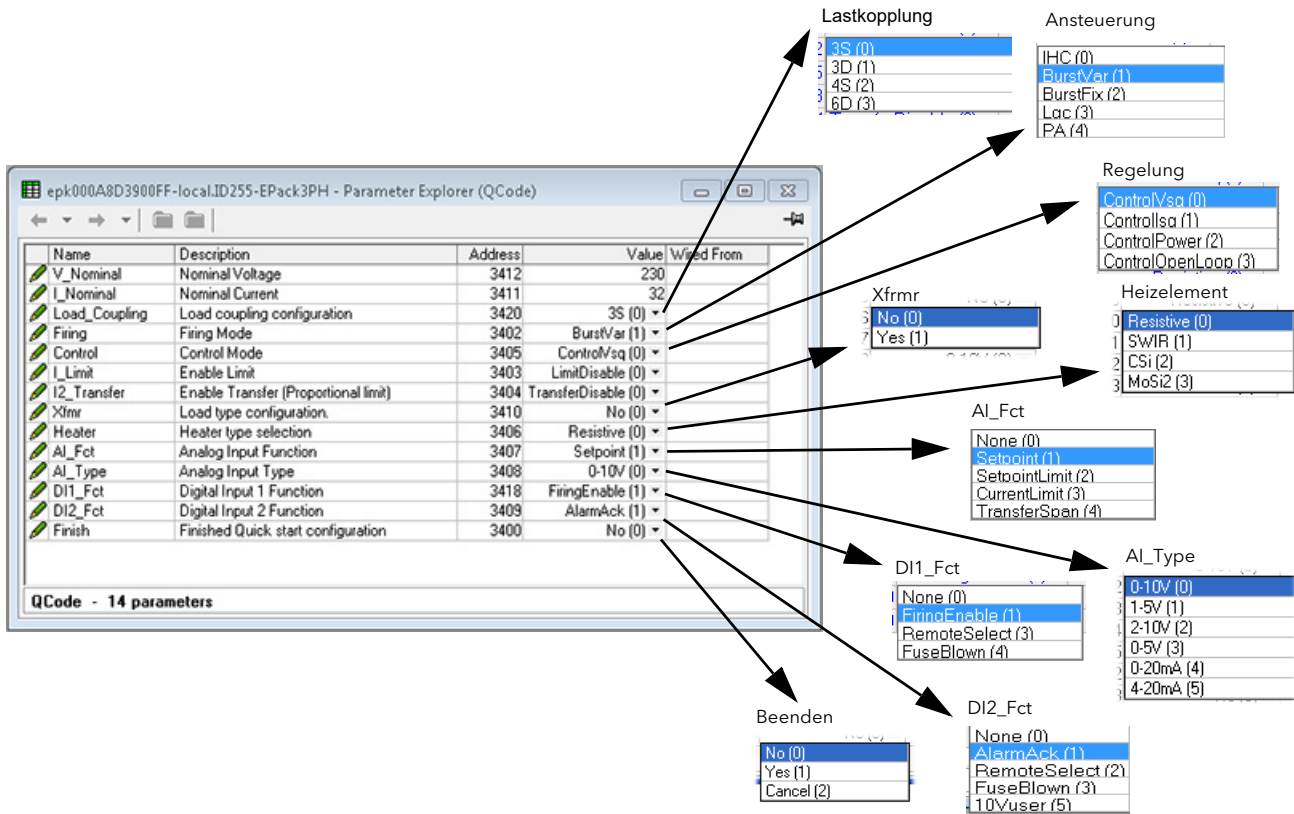 Lastkopplung
3S (0)
3D (1)
4S (2)
6D (3)
Ansteuerung
IHC (0)
BurstVar (1)
BurstFix (2)
Lgc (3)
PA (4)
Regelung
ControlVsq (0)
ControlIsq (1)
ControlPower (2)
ControlOpenLoop (3)
Xfrmr
No (0)
Yes (1)
Heizelement
Resistive (0)
SWIR (1)
CSi (2)
MoSi2 (3)
epk000A8D3900FF-local.ID255-EPack3PH - Parameter Explorer (QCode)
Name Description Address Value Wired From
V_Nominal Nominal Voltage 3412 230
I_Nominal Nominal Current 3411 32
Load_Coupling Load coupling configuration 3420 3S (0)
Firing Firing Mode 3402 BurstVar (1)
Control Control Mode 3405 ControlVsq (0)
I_Limit Enable Limit 3403 LimitDisable (0)
I2_Transfer Enable Transfer (Proportional limit) 3404 TransferDisable (0)
Xfmr Load type configuration. 3410 No (0)
Heater Heater type selection 3406 Resistive (0)
AI_Fct Analog Input Function 3407 Setpoint (1)
AI_Type Analog Input Type 3408 0-10V (0)
DI1_Fct Digital Input 1 Function 3418 FiringEnable (1)
DI2_Fct Digital Input 2 Function 3409 AlarmAck (1)
Finish Finished Quick start configuration 3400 No (0)
QCode - 14 parameters
AI_Fct
None (0)
Setpoint (1)
SetpointLimit (2)
CurrentLimit (3)
TransferSpan (4)
AI_Type
0-10V (0)
1-5V (1)
2-10V (2)
0-5V (3)
0-20mA (4)
4-20mA (5)
DI1_Fct
None (0)
FiringEnable (1)
RemoteSelect (3)
FuseBlown (4)
DI2_Fct
None (0)
AlarmAck (1)
RemoteSelect (2)
FuseBlown (3)
10Vuser (5)
Beenden
No (0)
Yes (1)
Cancel (2)